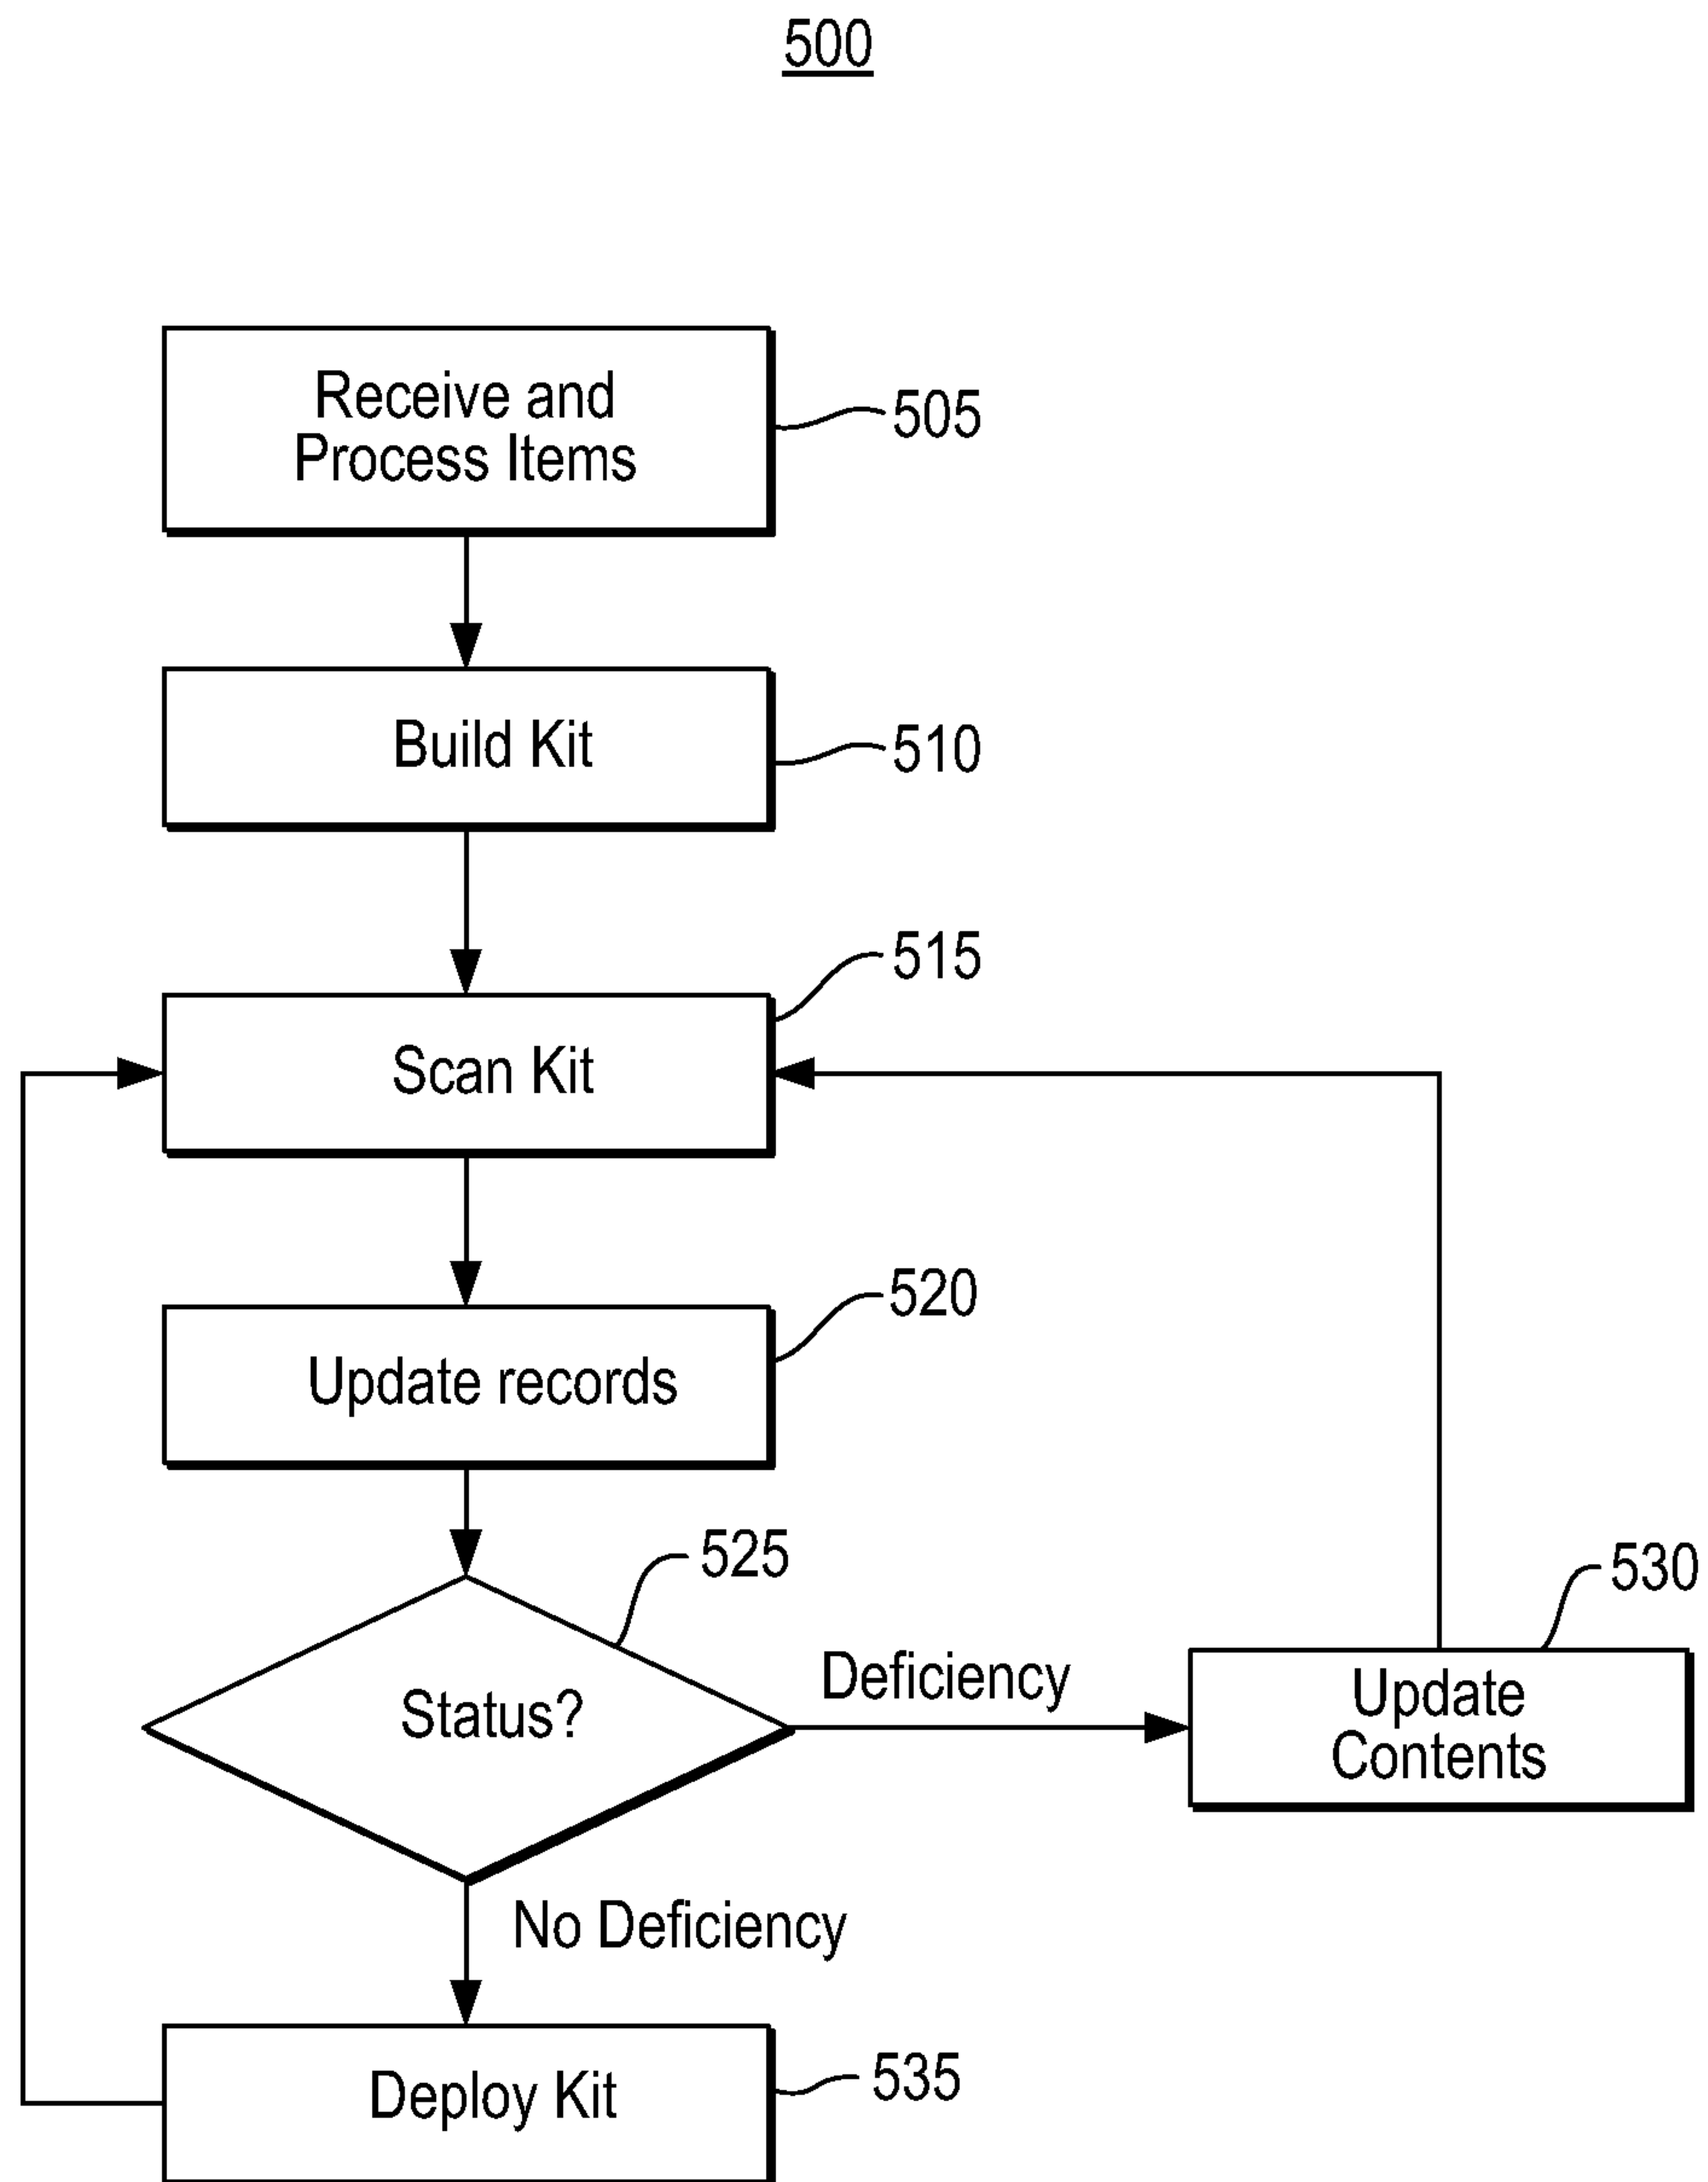 500
Receive and
Process Items
505
Build Kit
510
515
Scan Kit
520
Update records
525
Status?
Deficiency
530
Update
Contents
No Deficiency
Deploy Kit
535